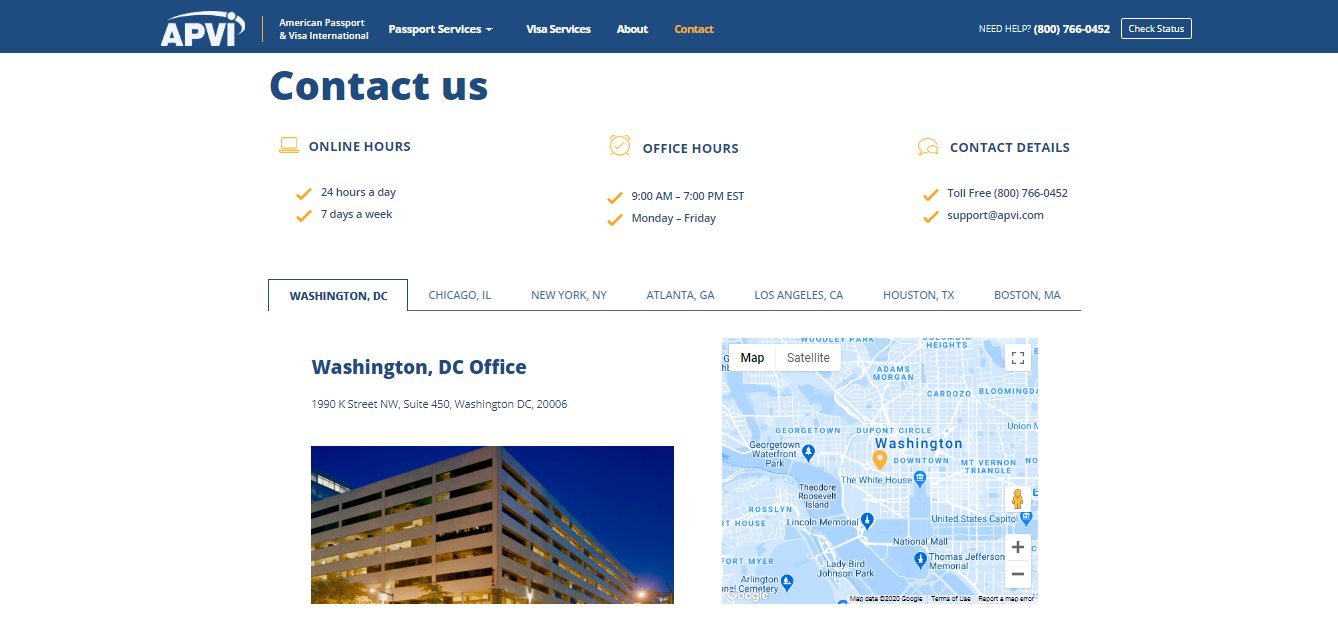 APVi
American Passport
& Visa International
Passport Services
Visa Services
About
Contact
NEED HELP? (800) 766-0452
Check Status
Contact us
ONLINE HOURS
24 hours a day
7 days a week
OFFICE HOURS
9:00 AM – 7:00 PM EST
Monday – Friday
CONTACT DETAILS
Toll Free (800) 766-0452
support@apvi.com
WASHINGTON, DC
CHICAGO, IL
NEW YORK, NY
ATLANTA, GA
LOS ANGELES, CA
HOUSTON, TX
BOSTON, MA
Washington, DC Office
1990 K Street NW, Suite 450, Washington DC, 20006
WOODLEY PARK
COLUMBIA
HEIGHTS
Map
Satellite
ADAMS
MORGAN
CARDOZO
BLOOMINGDA
Union M
GEORGETOWN
DUPONT CIRCLE
Washington
Georgetown
Waterfront
Park
DOWNTOWN
MT VERNON
TRIANGLE
NO
The White House
Theodore
Roosevelt
Island
ROSSLYN
RT HOUSE
Lincoln Memorial
United States Capitol
National Mall
FORT MYER
Lady Bird
Johnson Park
Thomas Jefferson
Memorial
Arlington
nel Cemetery
Google
Map data ©2020 Google
Terms of Use
Report a map error